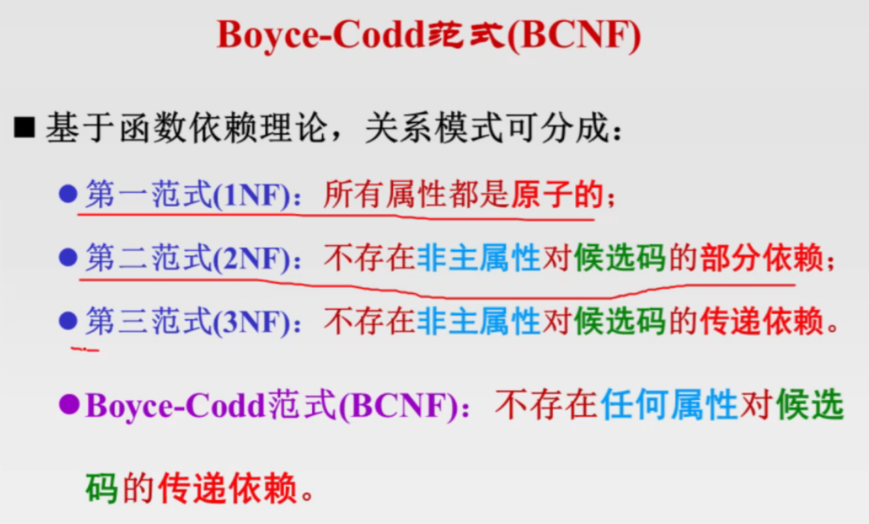 Boyce-Codd范式(BCNF)
■ 基于函数依赖理论，关系模式可分成：
● 第一范式(1NF)：所有属性都是原子的；
● 第二范式(2NF)：不存在非主属性对候选码的部分依赖；
● 第三范式(3NF)：不存在非主属性对候选码的传递依赖。
● Boyce-Codd范式(BCNF)：不存在任何属性对候选
码的传递依赖。